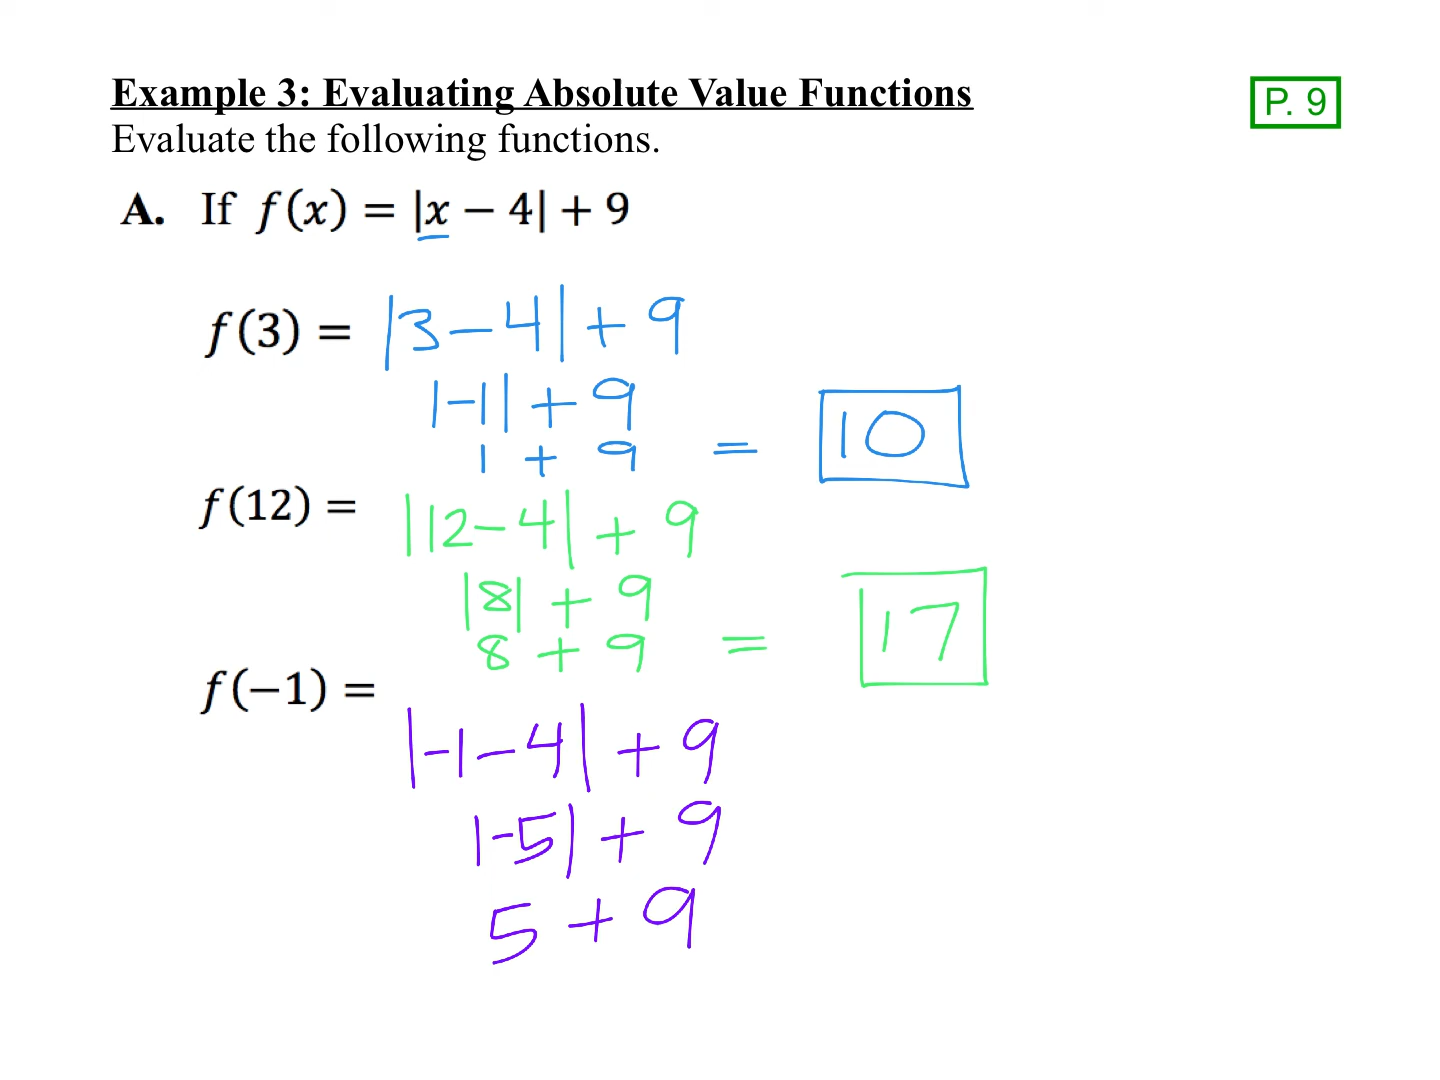 Example 3: Evaluating Absolute Value Functions
P. 9
Evaluate the following functions.
A. If f(x) = |x − 4| + 9
f(3) = |3 − 4| + 9
|-1| + 9
1 + 9 = 10
f(12) = |12 − 4| + 9
|8| + 9
8 + 9 = 17
f(−1) =
|-1 − 4| + 9
|-5| + 9
5 + 9